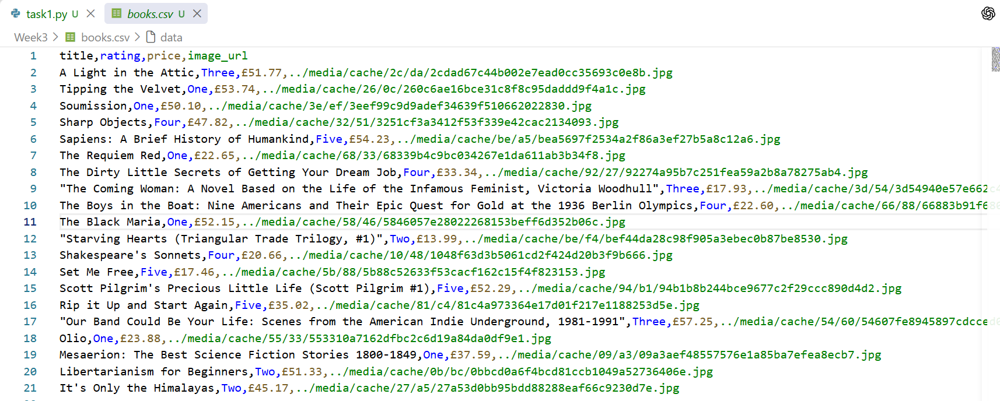 task1.py U
books.csv U
Week3 > books.csv > data
1 title,rating,price,image_url
2 A Light in the Attic,Three,£51.77,../media/cache/2c/da/2cdad67c44b002e7ead0cc35693c0e8b.jpg
3 Tipping the Velvet,One,£53.74,../media/cache/26/0c/260c6ae16bce31c8f8c95daddd9f4a1c.jpg
4 Soumission,One,£50.10,../media/cache/3e/ef/3eef99c9d9adef34639f510662022830.jpg
5 Sharp Objects,Four,£47.82,../media/cache/32/51/3251cf3a3412f53f339e42cac2134093.jpg
6 Sapiens: A Brief History of Humankind,Five,£54.23,../media/cache/be/a5/bea5697f2534a2f86a3ef27b5a8c12a6.jpg
7 The Requiem Red,One,£22.65,../media/cache/68/33/68339b4c9bc034267e1da611ab3b34f8.jpg
8 The Dirty Little Secrets of Getting Your Dream Job,Four,£33.34,../media/cache/92/27/92274a95b7c251fea59a2b8a78275ab4.jpg
9 "The Coming Woman: A Novel Based on the Life of the Infamous Feminist, Victoria Woodhull",Three,£17.93,../media/cache/3d/54/3d54940e57e662c4
10 The Boys in the Boat: Nine Americans and Their Epic Quest for Gold at the 1936 Berlin Olympics,Four,£22.60,../media/cache/66/88/66883b91f680
11 The Black Maria,One,£52.15,../media/cache/58/46/5846057e28022268153beff6d352b06c.jpg
12 "Starving Hearts (Triangular Trade Trilogy, #1)",Two,£13.99,../media/cache/be/f4/bef44da28c98f905a3ebec0b87be8530.jpg
13 Shakespeare's Sonnets,Four,£20.66,../media/cache/10/48/1048f63d3b5061cd2f424d20b3f9b666.jpg
14 Set Me Free,Five,£17.46,../media/cache/5b/88/5b88c52633f53cacf162c15f4f823153.jpg
15 Scott Pilgrim's Precious Little Life (Scott Pilgrim #1),Five,£52.29,../media/cache/94/b1/94b1b8b244bce9677c2f29ccc890d4d2.jpg
16 Rip it Up and Start Again,Five,£35.02,../media/cache/81/c4/81c4a973364e17d01f217e1188253d5e.jpg
17 "Our Band Could Be Your Life: Scenes from the American Indie Underground, 1981-1991",Three,£57.25,../media/cache/54/60/54607fe8945897cdcced0
18 Olio,One,£23.88,../media/cache/55/33/553310a7162dfbc2c6d19a84da0df9e1.jpg
19 Mesaerion: The Best Science Fiction Stories 1800-1849,One,£37.59,../media/cache/09/a3/09a3aef48557576e1a85ba7efea8ecb7.jpg
20 Libertarianism for Beginners,Two,£51.33,../media/cache/0b/bc/0bbcd0a6f4bcd81ccb1049a52736406e.jpg
21 It's Only the Himalayas,Two,£45.17,../media/cache/27/a5/27a53d0bb95bdd88288eaf66c9230d7e.jpg